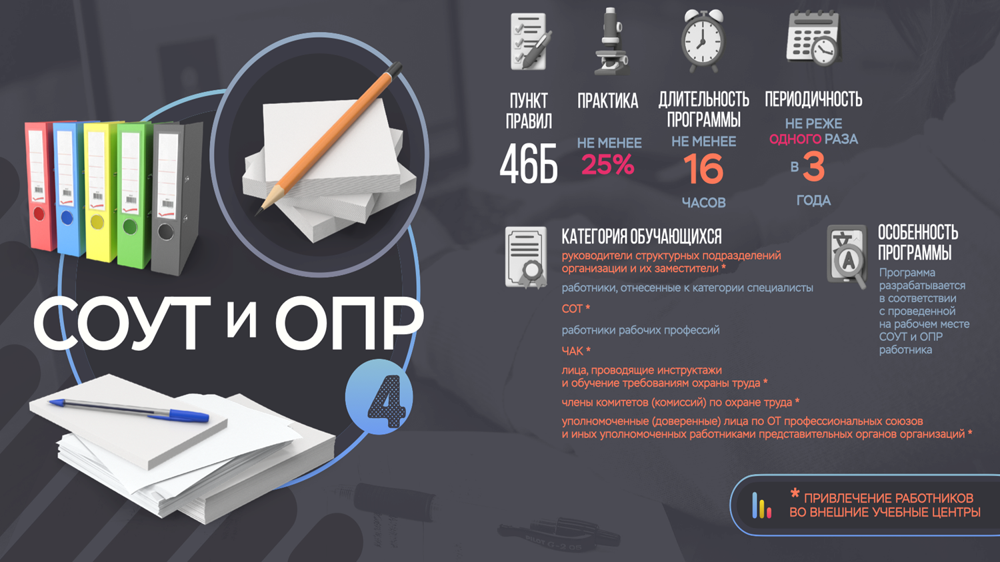 СОУТ и ОПР
4
ПУНКТ
ПРАВИЛ
46Б
ПРАКТИКА
НЕ МЕНЕЕ
25%
ДЛИТЕЛЬНОСТЬ
ПРОГРАММЫ
НЕ МЕНЕЕ
16
ЧАСОВ
ПЕРИОДИЧНОСТЬ
НЕ РЕЖЕ
ОДНОГО РАЗА
В 3
ГОДА
КАТЕГОРИЯ ОБУЧАЮЩИХСЯ
руководители структурных подразделений
организации и их заместители *
работники, отнесенные к категории специалисты
СОТ *
работники рабочих профессий
ЧАК *
лица, проводящие инструктажи
и обучение требованиям охраны труда *
члены комитетов (комиссий) по охране труда *
уполномоченные (доверенные) лица по ОТ профессиональных союзов
и иных уполномоченных работниками представительных органов организаций *
ОСОБЕННОСТЬ
ПРОГРАММЫ
Программа
разрабатывается
в соответствии
с проведенной
на рабочем месте
СОУТ и ОПР
работника
* ПРИВЛЕЧЕНИЕ РАБОТНИКОВ
ВО ВНЕШНИЕ УЧЕБНЫЕ ЦЕНТРЫ
PILOT G-2 05